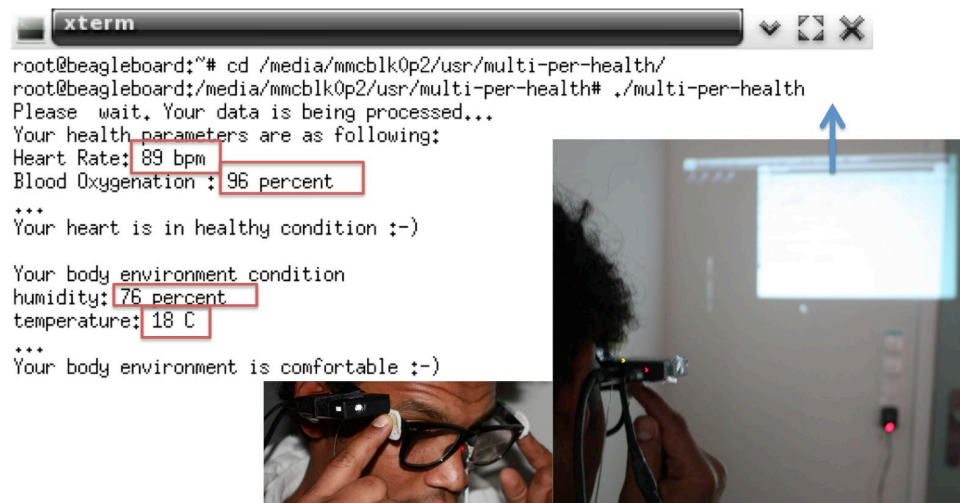 xterm
root@beagleboard:~# cd /media/mmcblk0p2/usr/multi-per-health/
root@beagleboard:/media/mmcblk0p2/usr/multi-per-health# ./multi-per-health
Please  wait. Your data is being processed...
Your health parameters are as following:
Heart Rate: 89 bpm
Blood Oxygenation : 96 percent
...
Your heart is in healthy condition :-)
Your body environment condition
humidity: 76 percent
temperature: 18 C
...
Your body environment is comfortable :-)